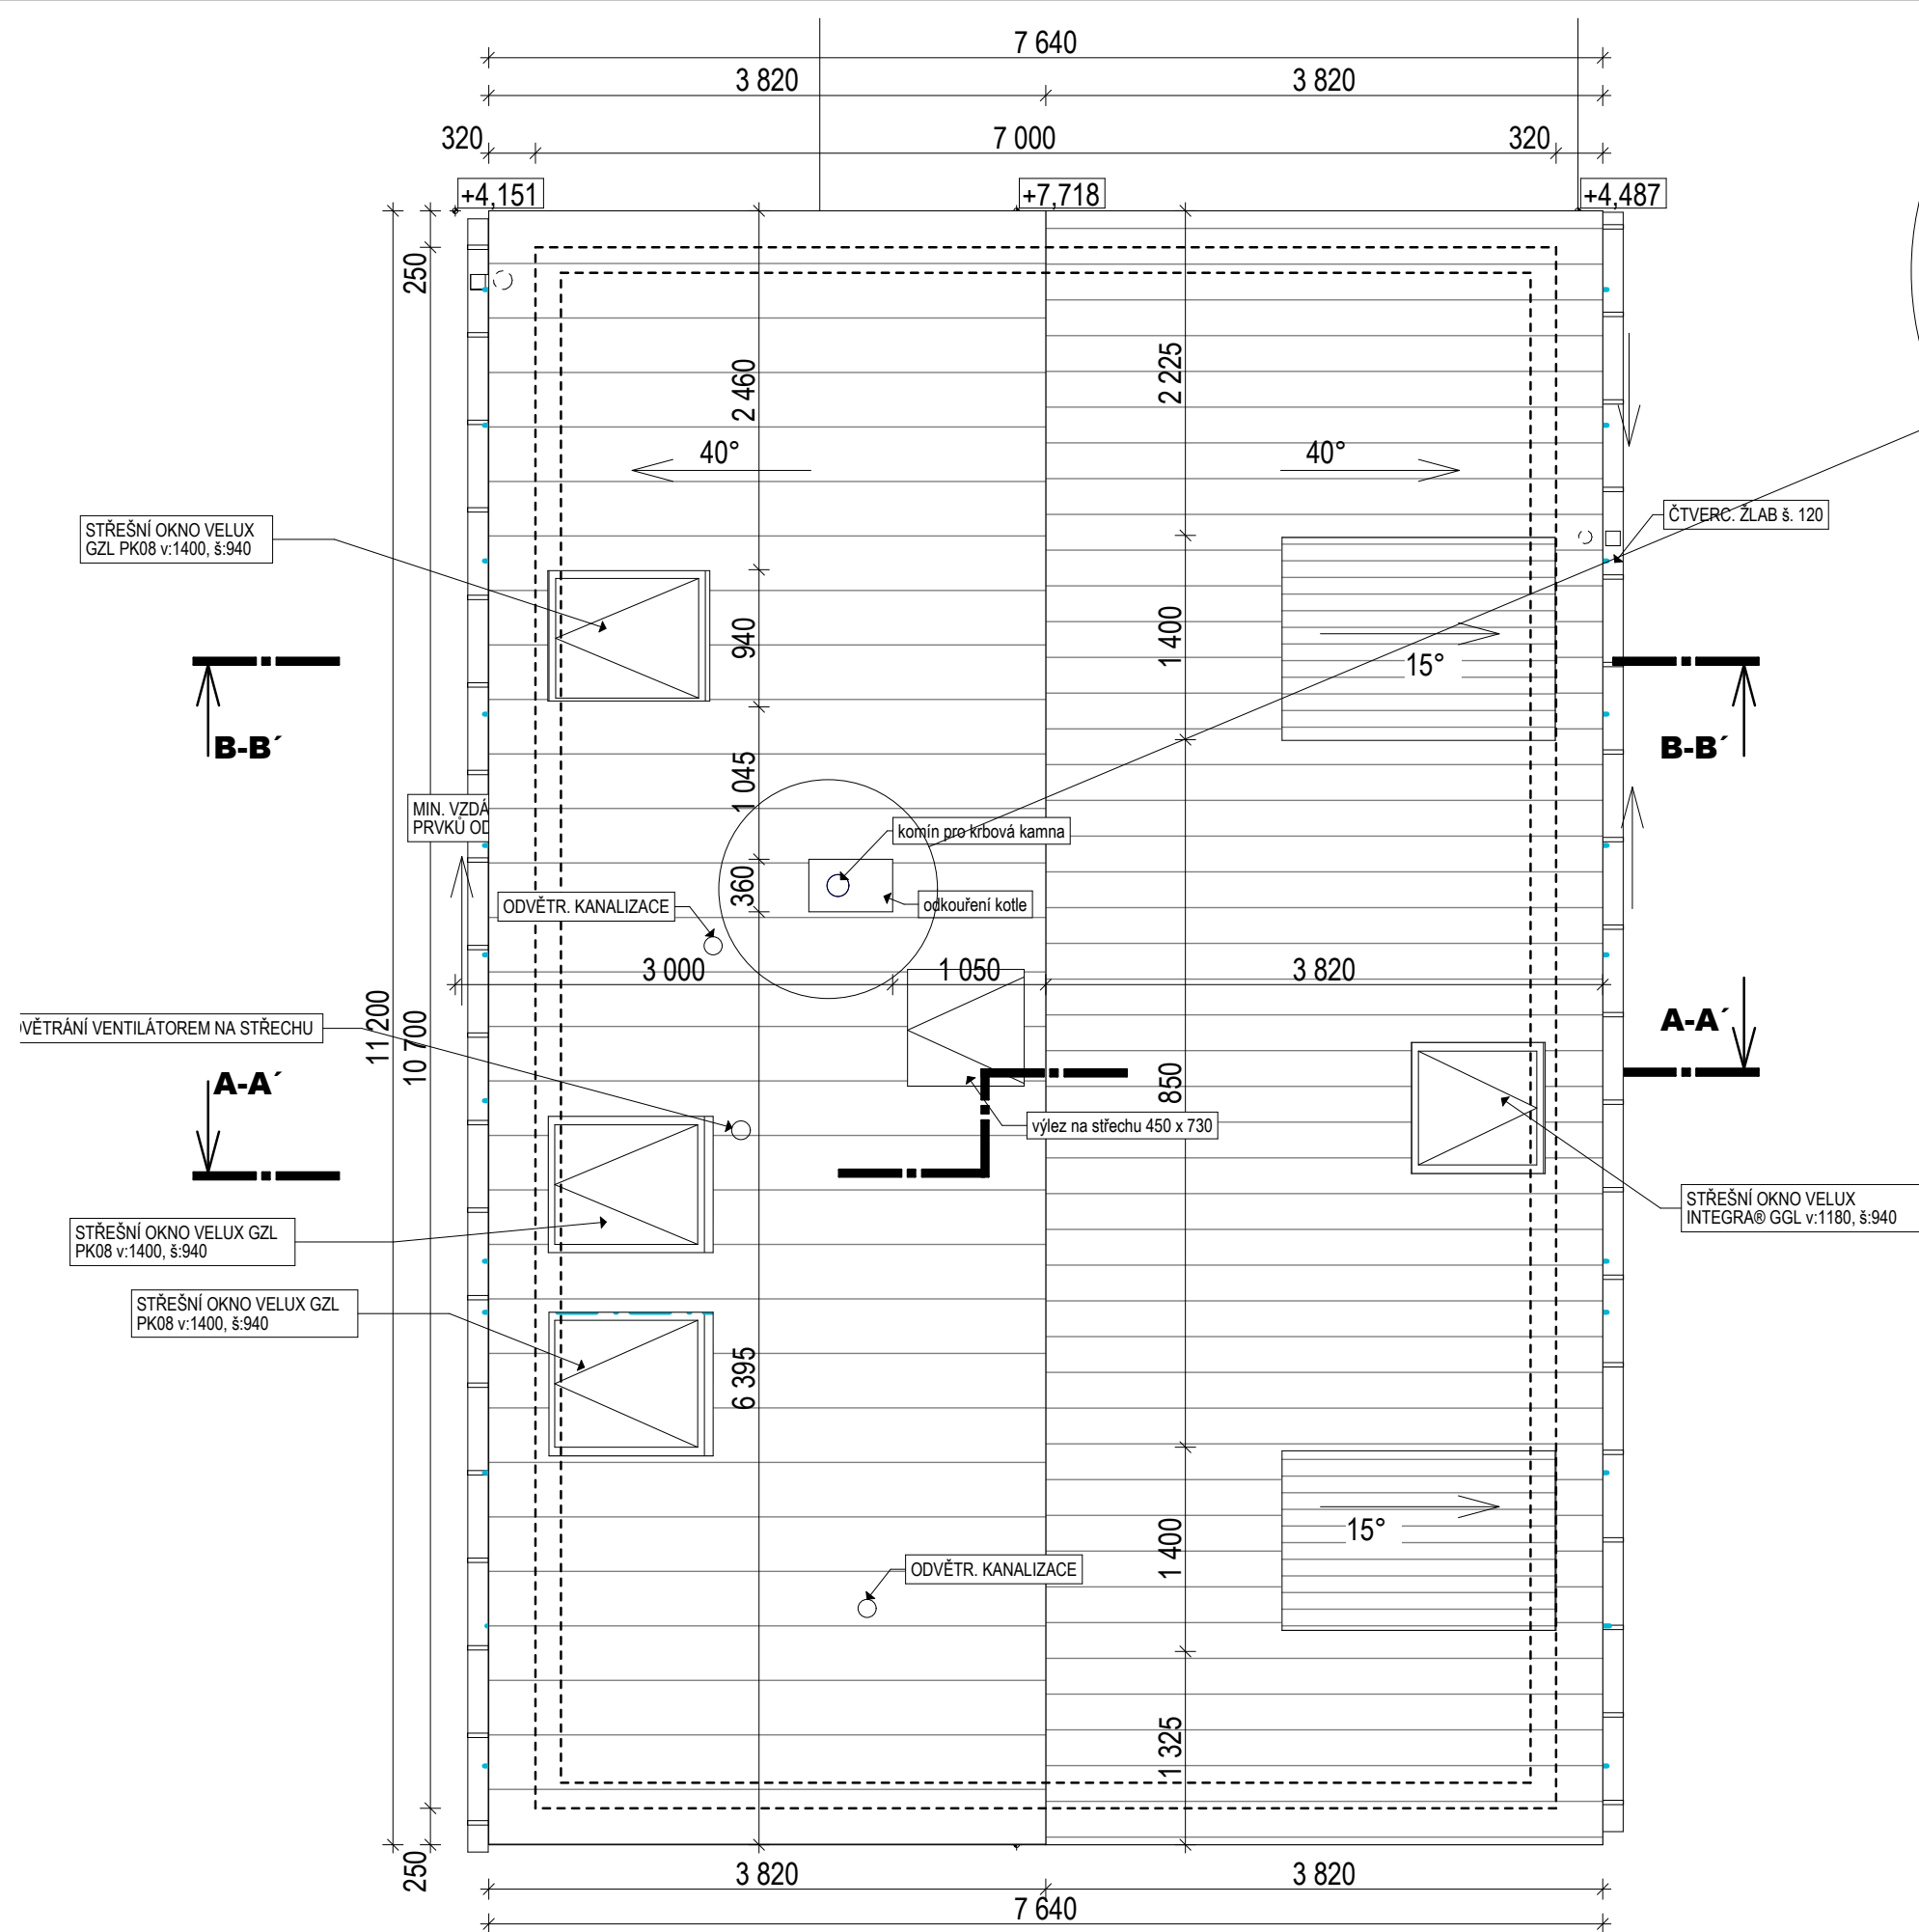 7 640
3 820
3 820
320
7 000
320
+4,151
+7,718
+4,487
250
2 460
2 225
40°
40°
STŘEŠNÍ OKNO VELUX
GZL PK08 v:1400, š:940
ČTVERC. ŽLAB š. 120
940
1 400
15°
B-B´
B-B´
1 045
MIN. VZDÁ
PRVKŮ OD
komín pro krbová kamna
360
odkouření kotle
ODVĚTR. KANALIZACE
3 000
1 050
3 820
11 200
10 700
VĚTRÁNÍ VENTILÁTOREM NA STŘECHU
A-A´
A-A´
850
výlez na střechu 450 x 730
STŘEŠNÍ OKNO VELUX
INTEGRA® GGL v:1180, š:940
STŘEŠNÍ OKNO VELUX GZL
PK08 v:1400, š:940
STŘEŠNÍ OKNO VELUX GZL
PK08 v:1400, š:940
6 395
15°
1 400
ODVĚTR. KANALIZACE
1 325
250
3 820
3 820
7 640